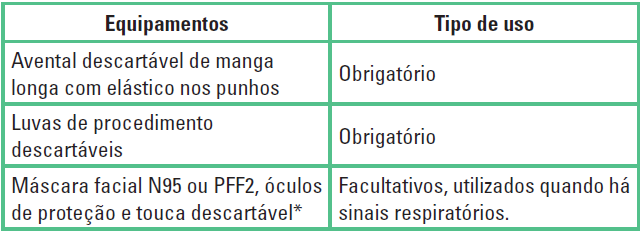 Equipamentos Tipo de uso
Avental descartável de manga
longa com elástico nos punhos
Obrigatório
Luvas de procedimento
descartáveis
Obrigatório
Máscara facial N95 ou PFF2, óculos
de proteção e touca descartável*
Facultativos, utilizados quando há
sinais respiratórios.